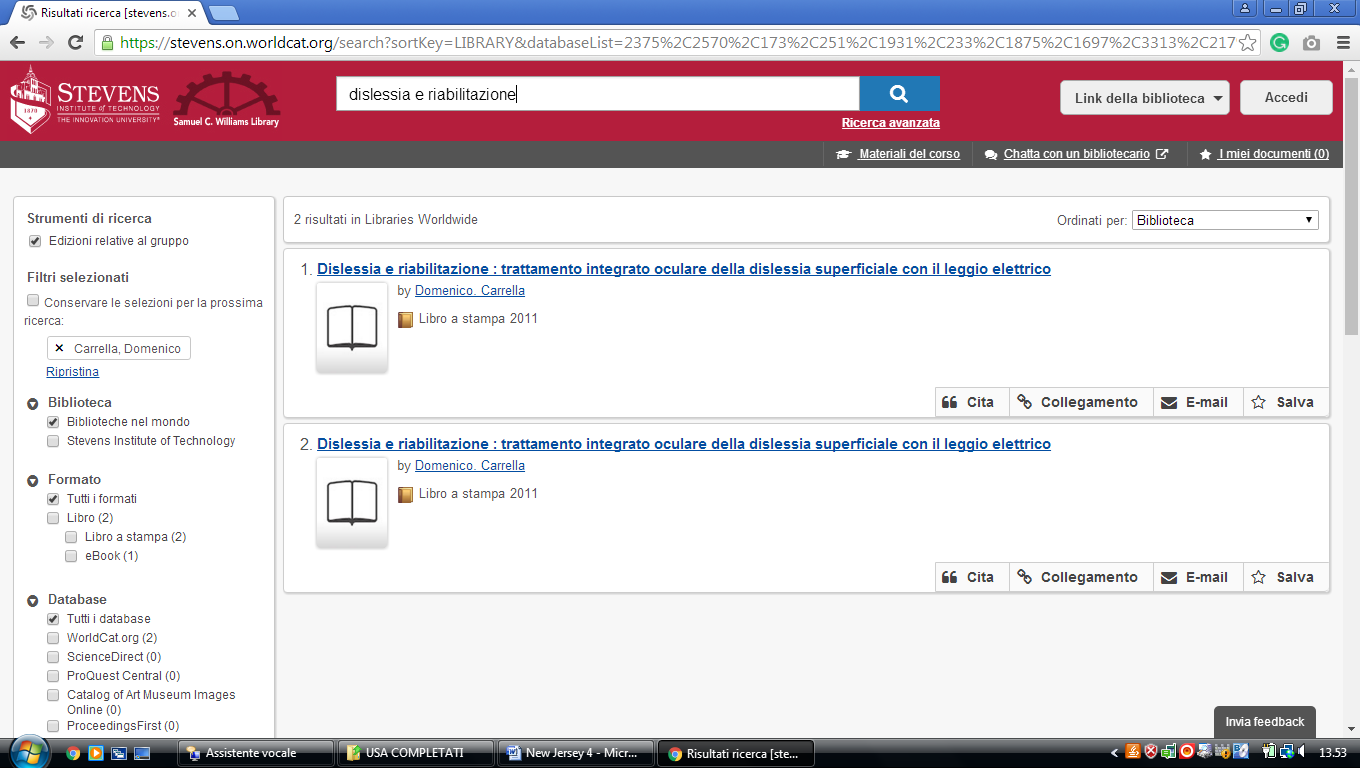 Risultati ricerca [stevens.o
https://stevens.on.worldcat.org/search?sortKey=LIBRARY&databaseList=2375%2C2570%2C173%2C251%2C1931%2C233%2C1875%2C1697%2C3313%2C217
STEVENS
INSTITUTE OF TECHNOLOGY
THE INNOVATION UNIVERSITY®
1870
Samuel C. Williams Library
dislessia e riabilitazione
Ricerca avanzata
Link della biblioteca
Accedi
Materiali del corso
Chatta con un bibliotecario
I miei documenti (0)
Strumenti di ricerca
Edizioni relative al gruppo
Filtri selezionati
Conservare le selezioni per la prossima
ricerca:
× Carrella, Domenico
Ripristina
Biblioteca
Biblioteche nel mondo
Stevens Institute of Technology
Formato
Tutti i formati
Libro (2)
Libro a stampa (2)
eBook (1)
Database
Tutti i database
WorldCat.org (2)
ScienceDirect (0)
ProQuest Central (0)
Catalog of Art Museum Images
Online (0)
ProceedingsFirst (0)
2 risultati in Libraries Worldwide
Ordinati per: Biblioteca
1. Dislessia e riabilitazione : trattamento integrato oculare della dislessia superficiale con il leggio elettrico
by Domenico. Carrella
Libro a stampa 2011
Cita
Collegamento
E-mail
Salva
2. Dislessia e riabilitazione : trattamento integrato oculare della dislessia superficiale con il leggio elettrico
by Domenico. Carrella
Libro a stampa 2011
Cita
Collegamento
E-mail
Salva
Invia feedback
Assistente vocale
USA COMPLETATI
New Jersey 4 - Micr...
Risultati ricerca [ste...
13.53